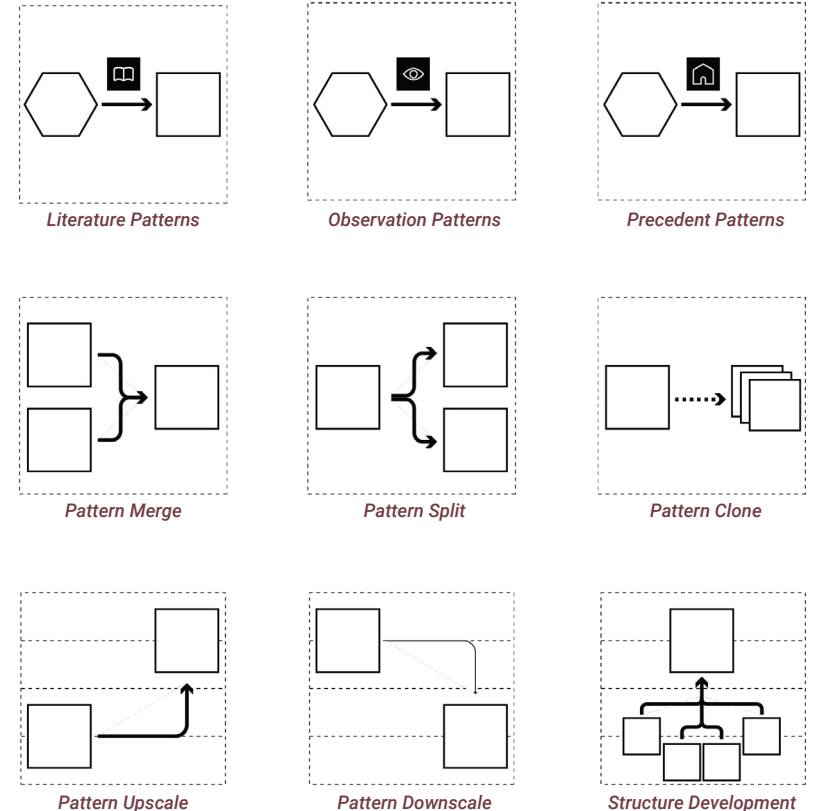 Literature Patterns
Observation Patterns
Precedent Patterns
Pattern Merge
Pattern Split
Pattern Clone
Pattern Upscale
Pattern Downscale
Structure Development